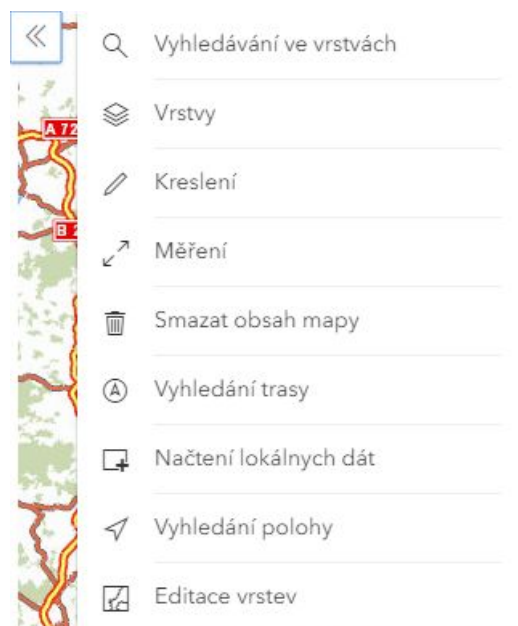 Vyhledávání ve vrstvách
Vrstvy
A 72
Kreslení
Měření
Smazat obsah mapy
Vyhledání trasy
Načtení lokálnych dát
Vyhledání polohy
Editace vrstev